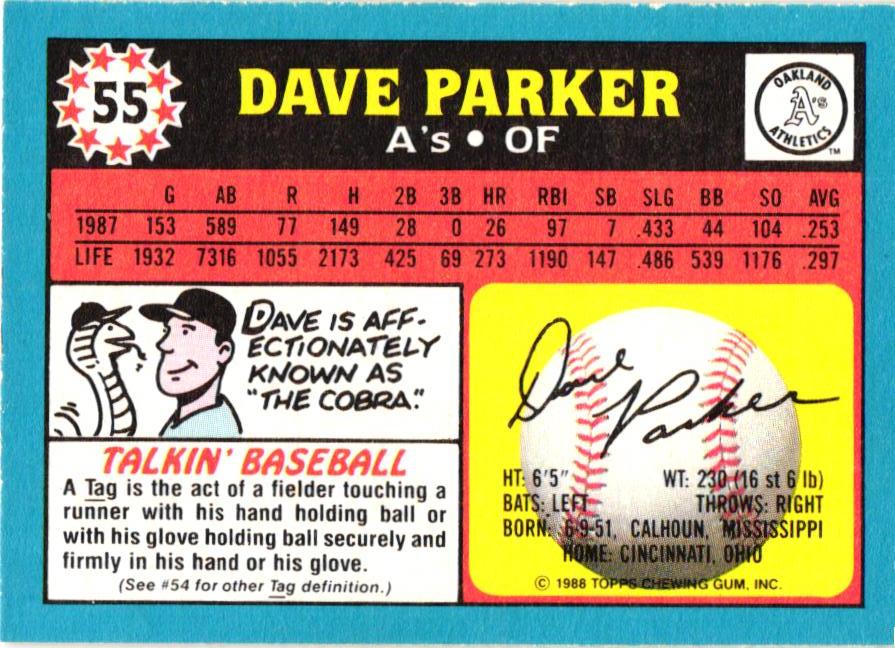 55
DAVE PARKER
A's • OF
OAKLAND
A's
ATHLETICS
TM
G AB R H 2B 3B HR RBI SB SLG BB SO AVG
1987 153 589 77 149 28 0 26 97 7 .433 44 104 .253
LIFE 1932 7316 1055 2173 425 69 273 1190 147 .486 539 1176 .297
DAVE IS AFF-
ECTIONATELY
KNOWN AS
"THE COBRA."
TALKIN' BASEBALL
A Tag is the act of a fielder touching a
runner with his hand holding ball or
with his glove holding ball securely and
firmly in his hand or his glove.
(See #54 for other Tag definition.)
Dave Parker
HT: 6'5" WT: 230 (16 st 6 lb)
BATS: LEFT THROWS: RIGHT
BORN: 6-9-51, CALHOUN, MISSISSIPPI
HOME: CINCINNATI, OHIO
© 1988 TOPPS CHEWING GUM, INC.